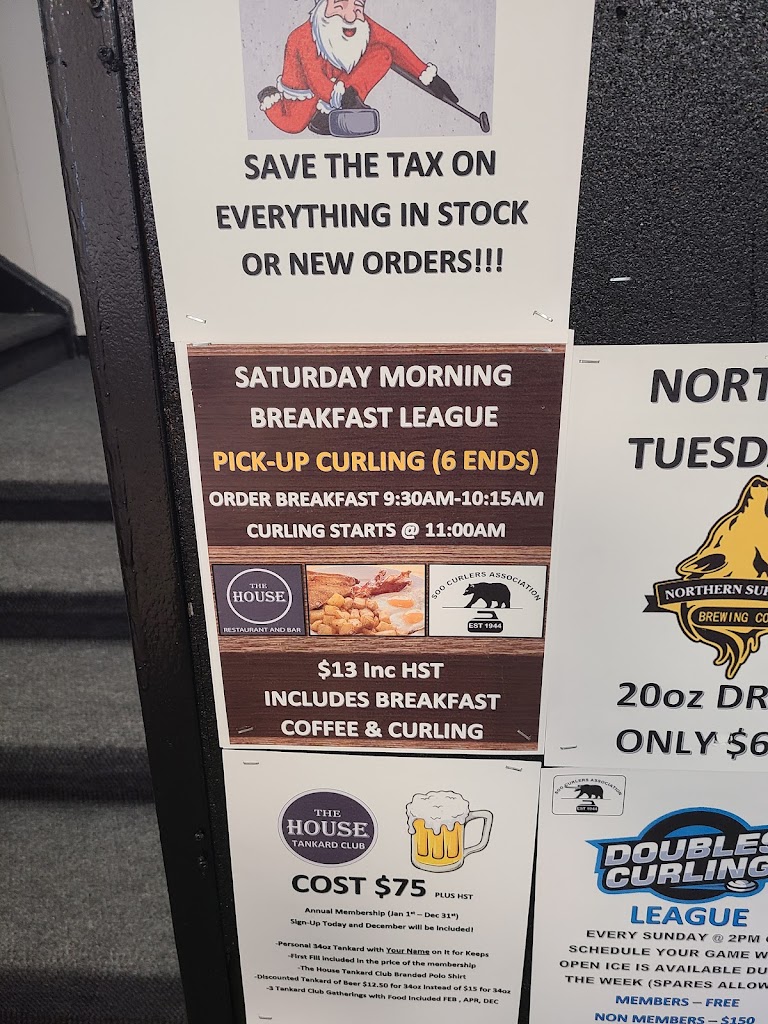 SAVE THE TAX ON
EVERYTHING IN STOCK
OR NEW ORDERS!!!
SATURDAY MORNING
BREAKFAST LEAGUE
PICK-UP CURLING (6 ENDS)
ORDER BREAKFAST 9:30AM-10:15AM
CURLING STARTS @ 11:00AM
THE
HOUSE
RESTAURANT AND BAR
SOO CURLERS ASSOCIATION
EST 1944
$13 Inc HST
INCLUDES BREAKFAST
COFFEE & CURLING
NORT
TUESD
NORTHERN SU
BREWING CO
20oz DR
ONLY $6
THE
HOUSE
TANKARD CLUB
COST $75 PLUS HST
Annual Membership (Jan 1st – Dec 31st)
Sign-Up Today and December will be Included!
-Personal 34oz Tankard with Your Name on It for Keeps
-First Fill included in the price of the membership
-The House Tankard Club Branded Polo Shirt
-Discounted Tankard of Beer $12.50 for 34oz instead of $15 for 34oz
-3 Tankard Club Gatherings with Food Included FEB , APR, DEC
SOO CURLERS ASSOCIATION
EST 1944
DOUBLES
CURLING
LEAGUE
EVERY SUNDAY @ 2PM
SCHEDULE YOUR GAME W
OPEN ICE IS AVAILABLE DU
THE WEEK (SPARES ALLOW
MEMBERS – FREE
NON MEMBERS – $150